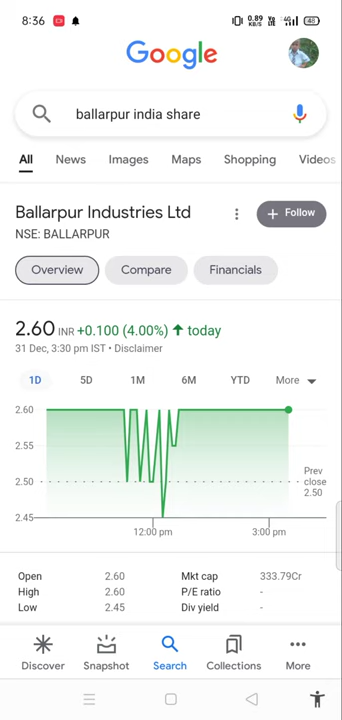 8:36
0.89 KB/S
4G
48
Google
ballarpur india share
All News Images Maps Shopping Videos
Ballarpur Industries Ltd
NSE: BALLARPUR
+ Follow
Overview Compare Financials
2.60 INR +0.100 (4.00%) ↑ today
31 Dec, 3:30 pm IST • Disclaimer
1D 5D 1M 6M YTD More
2.60
2.55
2.50
2.45
Prev
close
2.50
12:00 pm 3:00 pm
Open 2.60 Mkt cap 333.79Cr
High 2.60 P/E ratio -
Low 2.45 Div yield -
Discover Snapshot Search Collections More